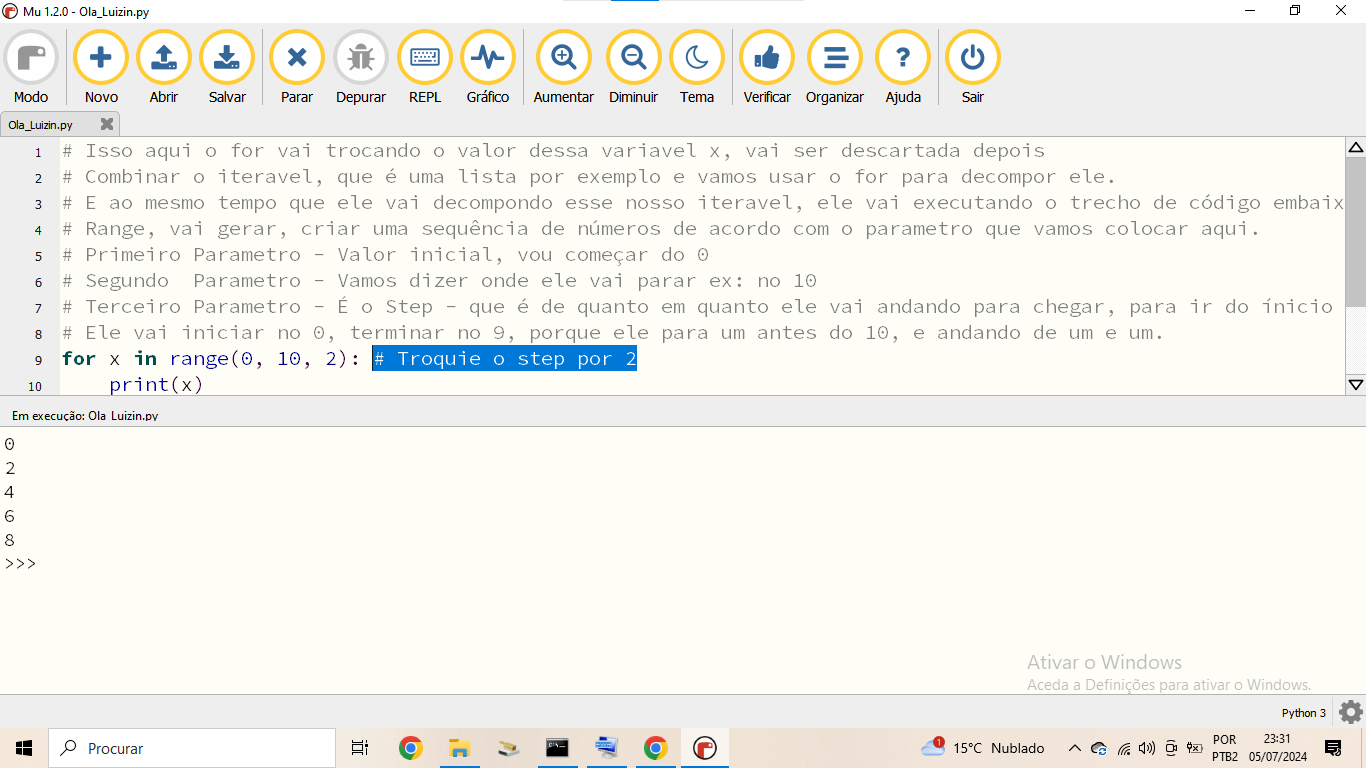 Mu 1.2.0 - Ola_Luizin.py
Modo Novo Abrir Salvar Parar Depurar REPL Gráfico Aumentar Diminuir Tema Verificar Organizar Ajuda Sair
Ola_Luizin.py
1 # Isso aqui o for vai trocando o valor dessa variavel x, vai ser descartada depois
2 # Combinar o iteravel, que é uma lista por exemplo e vamos usar o for para decompor ele.
3 # E ao mesmo tempo que ele vai decompondo esse nosso iteravel, ele vai executando o trecho de código embaix
4 # Range, vai gerar, criar uma sequência de números de acordo com o parametro que vamos colocar aqui.
5 # Primeiro Parametro - Valor inicial, vou começar do 0
6 # Segundo  Parametro - Vamos dizer onde ele vai parar ex: no 10
7 # Terceiro Parametro - É o Step - que é de quanto em quanto ele vai andando para chegar, para ir do ínicio
8 # Ele vai iniciar no 0, terminar no 9, porque ele para um antes do 10, e andando de um e um.
9 for x in range(0, 10, 2): # Troquie o step por 2
10     print(x)
Em execução: Ola_Luizin.py
0
2
4
6
8
>>>
Ativar o Windows
Aceda a Definições para ativar o Windows.
Python 3
Procurar
1
15°C Nublado
POR
PTB2
23:31
05/07/2024